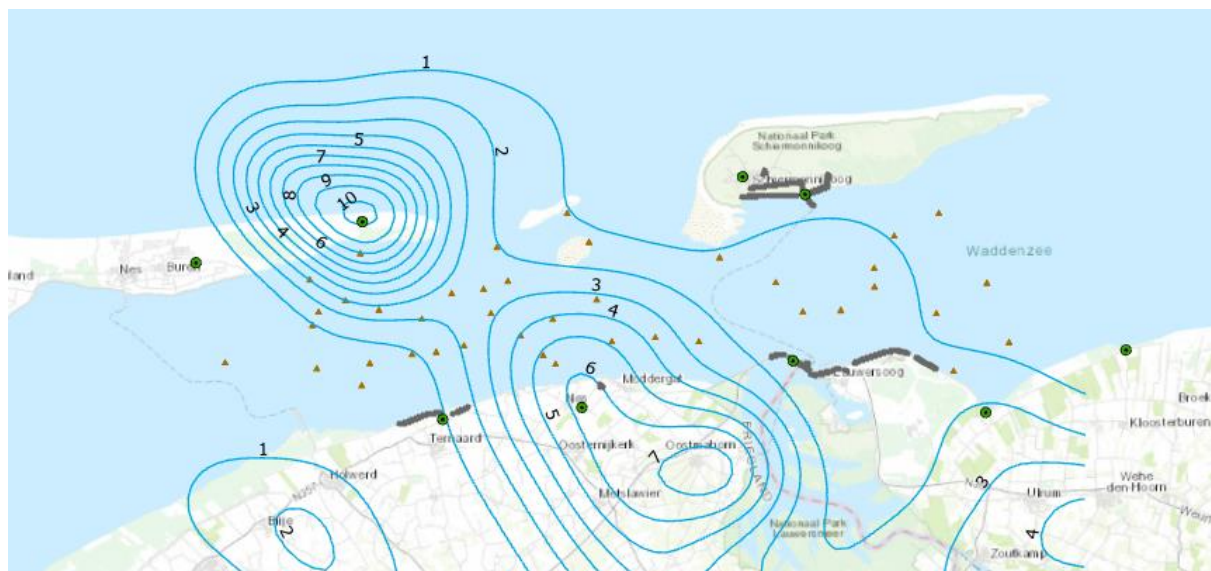 1
5
2
7
9
10
8
3
4
6
Nationaal Park
Schiermonnikoog
Schiermonnikoog
Waddenzee
Nes
Buren
3
4
6
5
7
Moddergat
Nes
Lauwersoog
Ternaard
Oosternijkerk
Oostmahorn
Metslawier
FRIESLAND
Broek
Kloosterburen
1
Holwerd
N357
2
3
Wehe
den-Hoorn
Ulrum
4
Zoutkamp
Nationaal Park
Lauwersmeer